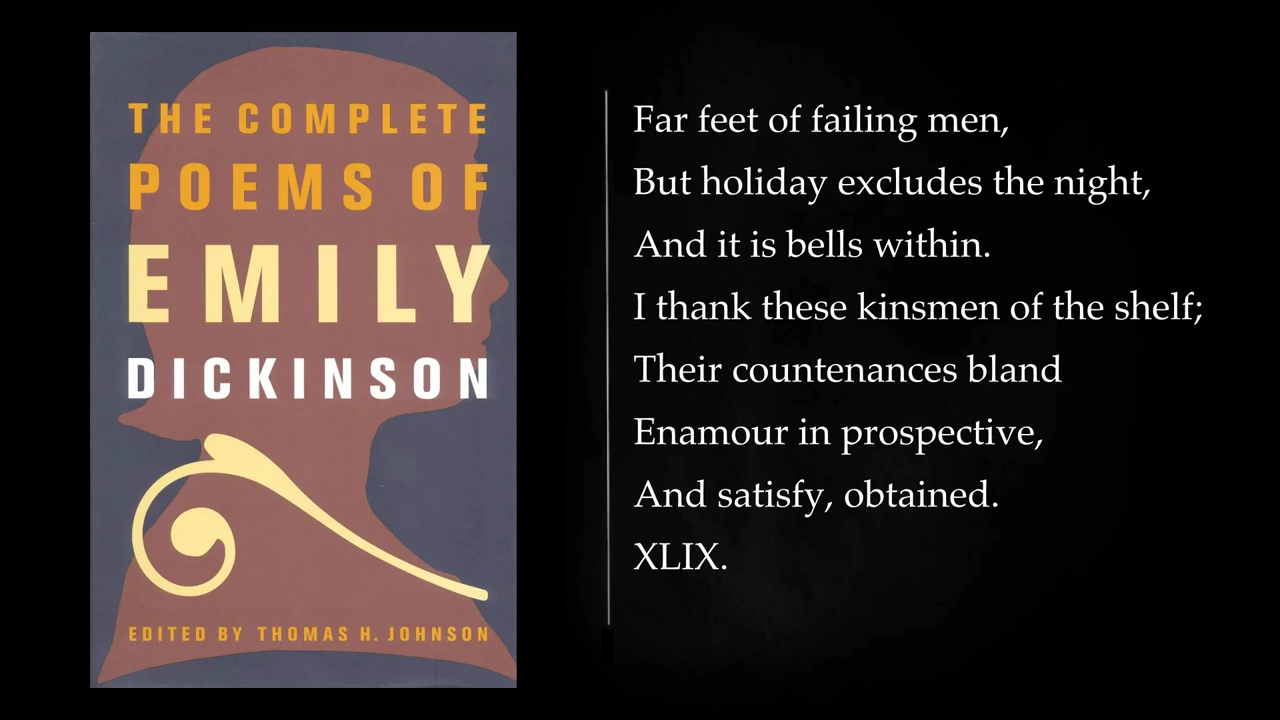 THE COMPLETE
POEMS OF
EMILY
DICKINSON
EDITED BY THOMAS H. JOHNSON
Far feet of failing men,
But holiday excludes the night,
And it is bells within.
I thank these kinsmen of the shelf;
Their countenances bland
Enamour in prospective,
And satisfy, obtained.
XLIX.